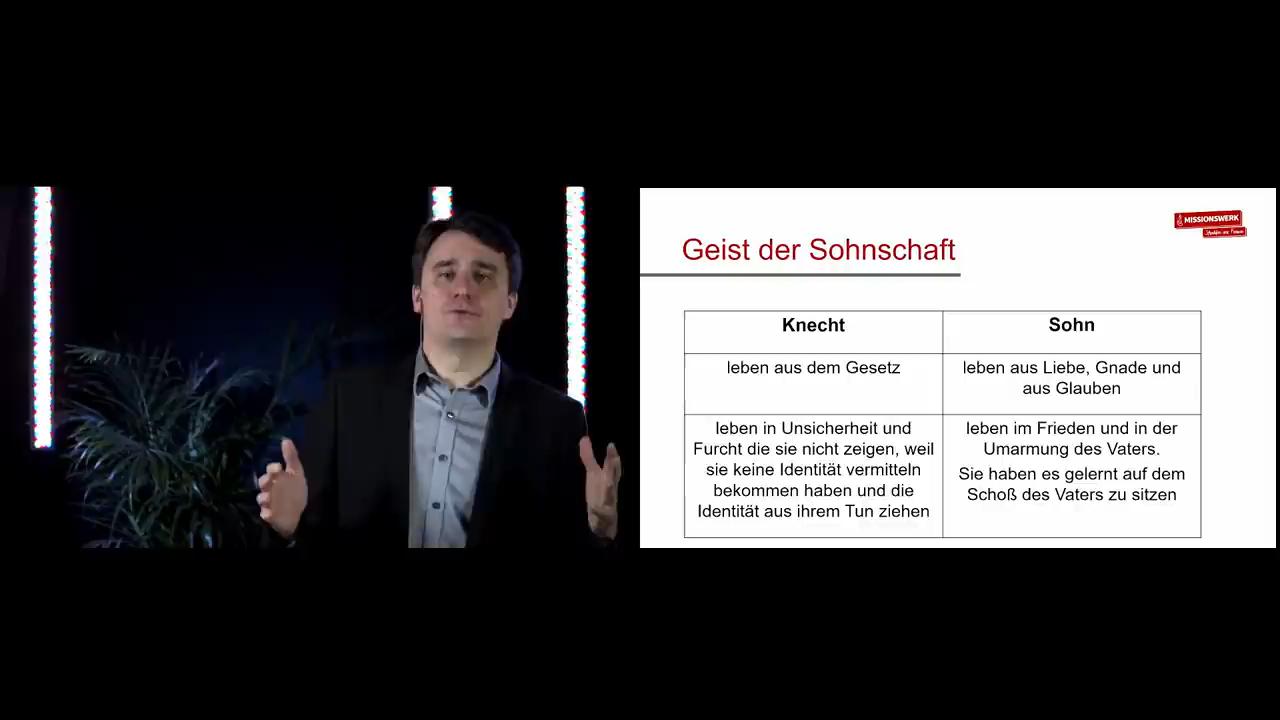 MISSIONSWERK
Geist der Sohnschaft
Knecht
Sohn
leben aus dem Gesetz
leben aus Liebe, Gnade und
aus Glauben
leben in Unsicherheit und
Furcht die sie nicht zeigen, weil
sie keine Identität vermitteln
bekommen haben und die
Identität aus ihrem Tun ziehen
leben im Frieden und in der
Umarmung des Vaters.
Sie haben es gelernt auf dem
Schoß des Vaters zu sitzen